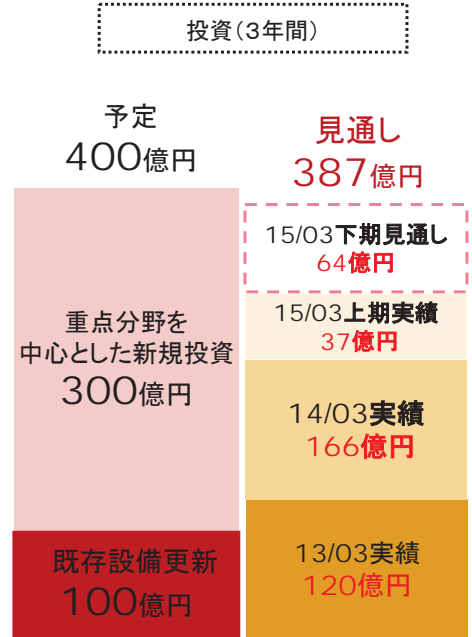 投資(3年間)
予定
400億円
重点分野を
中心とした新規投資
300億円
既存設備更新
100億円
見通し
387億円
15/03下期見通し
64億円
15/03上期実績
37億円
14/03実績
166億円
13/03実績
120億円